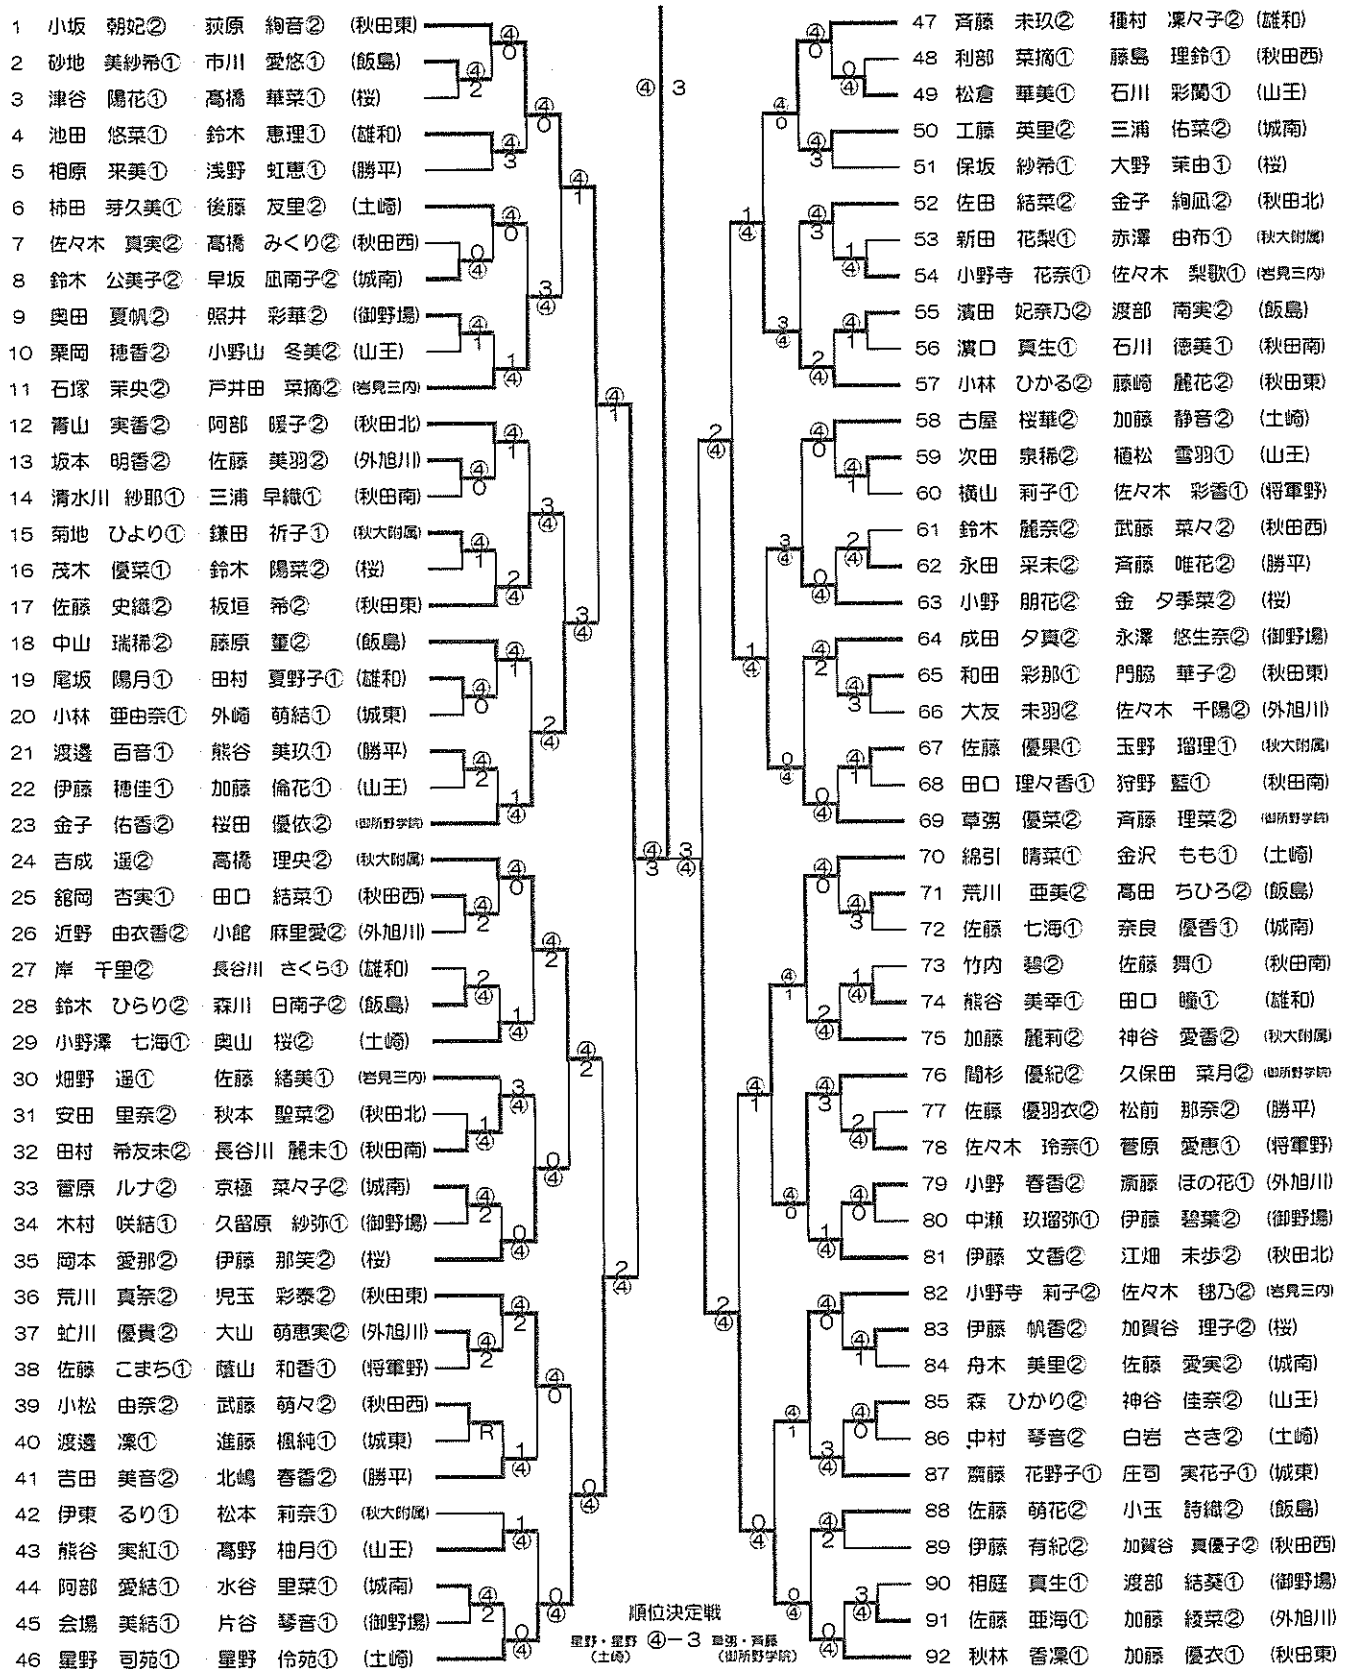 1 小坂 朝妃② 荻原 絢音② (秋田東)
2 砂地 美紗希① 市川 愛悠① (飯島)
3 津谷 陽花① 髙橋 華菜① (桜)
4 池田 悠菜① 鈴木 恵理① (雄和)
5 相原 来美① 浅野 虹恵① (勝平)
6 柿田 芽久美① 後藤 友里② (土崎)
7 佐々木 真実② 髙橋 みくり② (秋田西)
8 鈴木 公美子② 早坂 凪南子② (城南)
9 奥田 夏帆② 照井 彩華② (御野場)
10 栗岡 穂香② 小野山 冬美② (山王)
11 石塚 茉央② 戸井田 菜摘② (岩見三内)
12 青山 実香② 阿部 暖子② (秋田北)
13 坂本 明香② 佐藤 美羽② (外旭川)
14 清水川 紗耶① 三浦 早織① (秋田南)
15 菊地 ひより① 鎌田 祈子① (秋大附属)
16 茂木 優菜① 鈴木 陽菜② (桜)
17 佐藤 史織② 板垣 希② (秋田東)
18 中山 瑞稀② 藤原 菫② (飯島)
19 尾坂 陽月① 田村 夏野子① (雄和)
20 小林 亜由奈① 外崎 萌結① (城東)
21 渡邊 百音① 熊谷 美玖① (勝平)
22 伊藤 穂佳① 加藤 倫花① (山王)
23 金子 佑香② 桜田 優依② (御所野学院)
24 吉成 遥② 高橋 理央② (秋大附属)
25 舘岡 杏実① 田口 結菜① (秋田西)
26 近野 由衣香② 小館 麻里愛② (外旭川)
27 岸 千里② 長谷川 さくら① (雄和)
28 鈴木 ひらり② 森川 日南子② (飯島)
29 小野澤 七海① 奥山 桜② (土崎)
30 畑野 遥① 佐藤 緒美① (岩見三内)
31 安田 里奈② 秋本 聖菜② (秋田北)
32 田村 希友未② 長谷川 麗未① (秋田南)
33 菅原 ルナ② 京極 菜々子② (城南)
34 木村 咲結① 久留原 紗弥① (御野場)
35 岡本 愛那② 伊藤 那笑② (桜)
36 荒川 真奈② 児玉 彩泰② (秋田東)
37 虻川 優貴② 大山 萌恵実② (外旭川)
38 佐藤 こまち① 蔭山 和香① (将軍野)
39 小松 由奈② 武藤 萌々② (秋田西)
40 渡邊 凜① 進藤 楓純① (城東)
41 吉田 美音② 北嶋 春香② (勝平)
42 伊東 るり① 松本 莉奈① (秋大附属)
43 熊谷 実紅① 髙野 柚月① (山王)
44 阿部 愛結① 水谷 里菜① (城南)
45 会場 美結① 片谷 琴音① (御野場)
46 星野 司苑① 星野 伶苑① (土崎)
④ 3
④ 3
3 ④
順位決定戦
星野・星野 ④－3 草彅・斉藤
(土崎) (御所野学院)
47 斉藤 未玖② 種村 凜々子② (雄和)
48 利部 菜摘① 藤島 理鈴① (秋田西)
49 松倉 華美① 石川 彩蘭① (山王)
50 工藤 英里② 三浦 佑菜② (城南)
51 保坂 紗希① 大野 茉由① (桜)
52 佐田 結菜② 金子 絢凪② (秋田北)
53 新田 花梨① 赤澤 由布① (秋大附属)
54 小野寺 花奈① 佐々木 梨歌① (岩見三内)
55 濱田 妃奈乃② 渡部 南実② (飯島)
56 濵口 真生① 石川 徳美① (秋田南)
57 小林 ひかる② 藤崎 麗花② (秋田東)
58 古屋 桜華② 加藤 静音② (土崎)
59 次田 泉稀② 植松 雪羽① (山王)
60 横山 莉子① 佐々木 彩香① (将軍野)
61 鈴木 麗奈② 武藤 菜々② (秋田西)
62 永田 采未② 斉藤 唯花② (勝平)
63 小野 朋花② 金 夕季菜② (桜)
64 成田 夕真② 永澤 悠生奈② (御野場)
65 和田 彩那① 門脇 華子② (秋田東)
66 大友 未羽② 佐々木 千陽② (外旭川)
67 佐藤 優果① 玉野 瑠理① (秋大附属)
68 田口 理々香① 狩野 藍① (秋田南)
69 草彅 優菜② 斉藤 理菜② (御所野学院)
70 綿引 晴菜① 金沢 もも① (土崎)
71 荒川 亜美② 髙田 ちひろ② (飯島)
72 佐藤 七海① 奈良 優香① (城南)
73 竹内 碧② 佐藤 舞① (秋田南)
74 熊谷 美幸① 田口 瞳① (雄和)
75 加藤 麗莉② 神谷 愛香② (秋大附属)
76 間杉 優紀② 久保田 菜月② (御所野学院)
77 佐藤 優羽衣② 松前 那奈② (勝平)
78 佐々木 玲奈① 菅原 愛恵① (将軍野)
79 小野 春香② 齋藤 ほの花① (外旭川)
80 中瀬 玖瑠弥① 伊藤 碧葉② (御野場)
81 伊藤 文香② 江畑 未歩② (秋田北)
82 小野寺 莉子② 佐々木 毬乃② (岩見三内)
83 伊藤 帆香② 加賀谷 理子② (桜)
84 舟木 美里② 佐藤 愛実② (城南)
85 森 ひかり② 神谷 佳奈② (山王)
86 中村 琴音② 白岩 さき② (土崎)
87 齋藤 花野子① 庄司 実花子① (城東)
88 佐藤 萌花② 小玉 詩織② (飯島)
89 伊藤 有紀② 加賀谷 真優子② (秋田西)
90 相庭 真生① 渡部 結葵① (御野場)
91 佐藤 亜海① 加藤 綾菜② (外旭川)
92 秋林 香凜① 加藤 優衣① (秋田東)